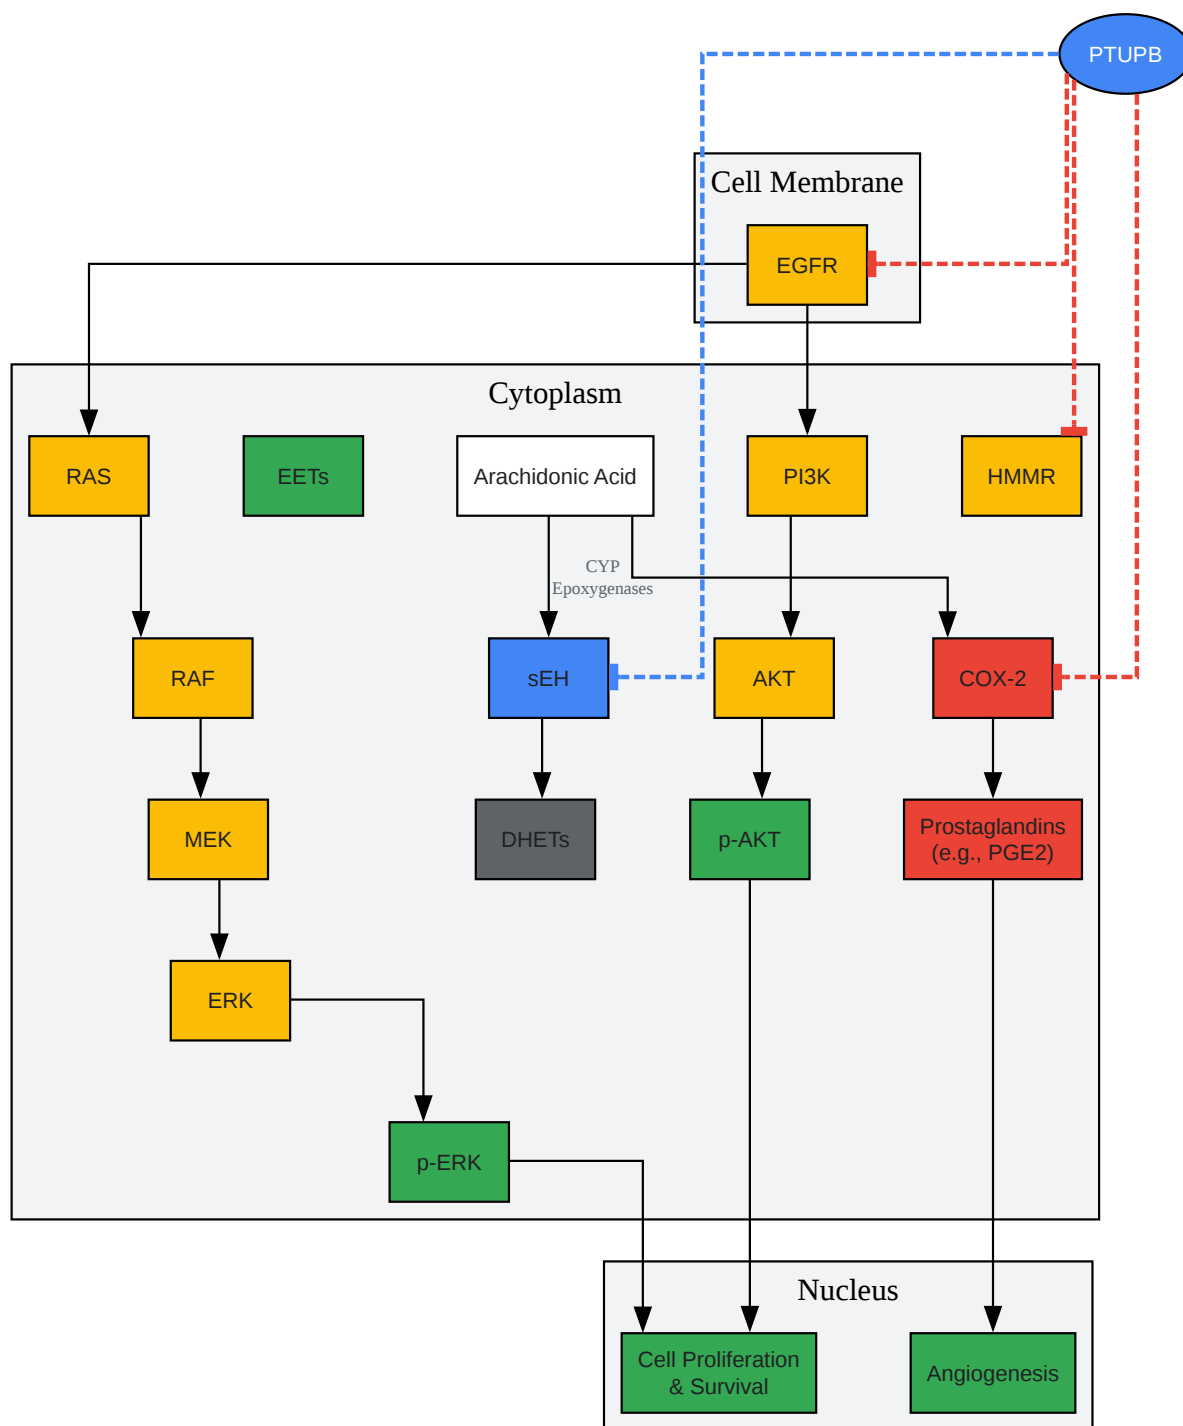 PTUPB
Cell Membrane
EGFR
Cytoplasm
RAS
EETs
Arachidonic Acid
PI3K
HMMR
CYP
Epoxygenases
RAF
sEH
AKT
COX-2
MEK
DHETs
p-AKT
Prostaglandins
(e.g., PGE2)
ERK
p-ERK
Nucleus
Cell Proliferation
& Survival
Angiogenesis